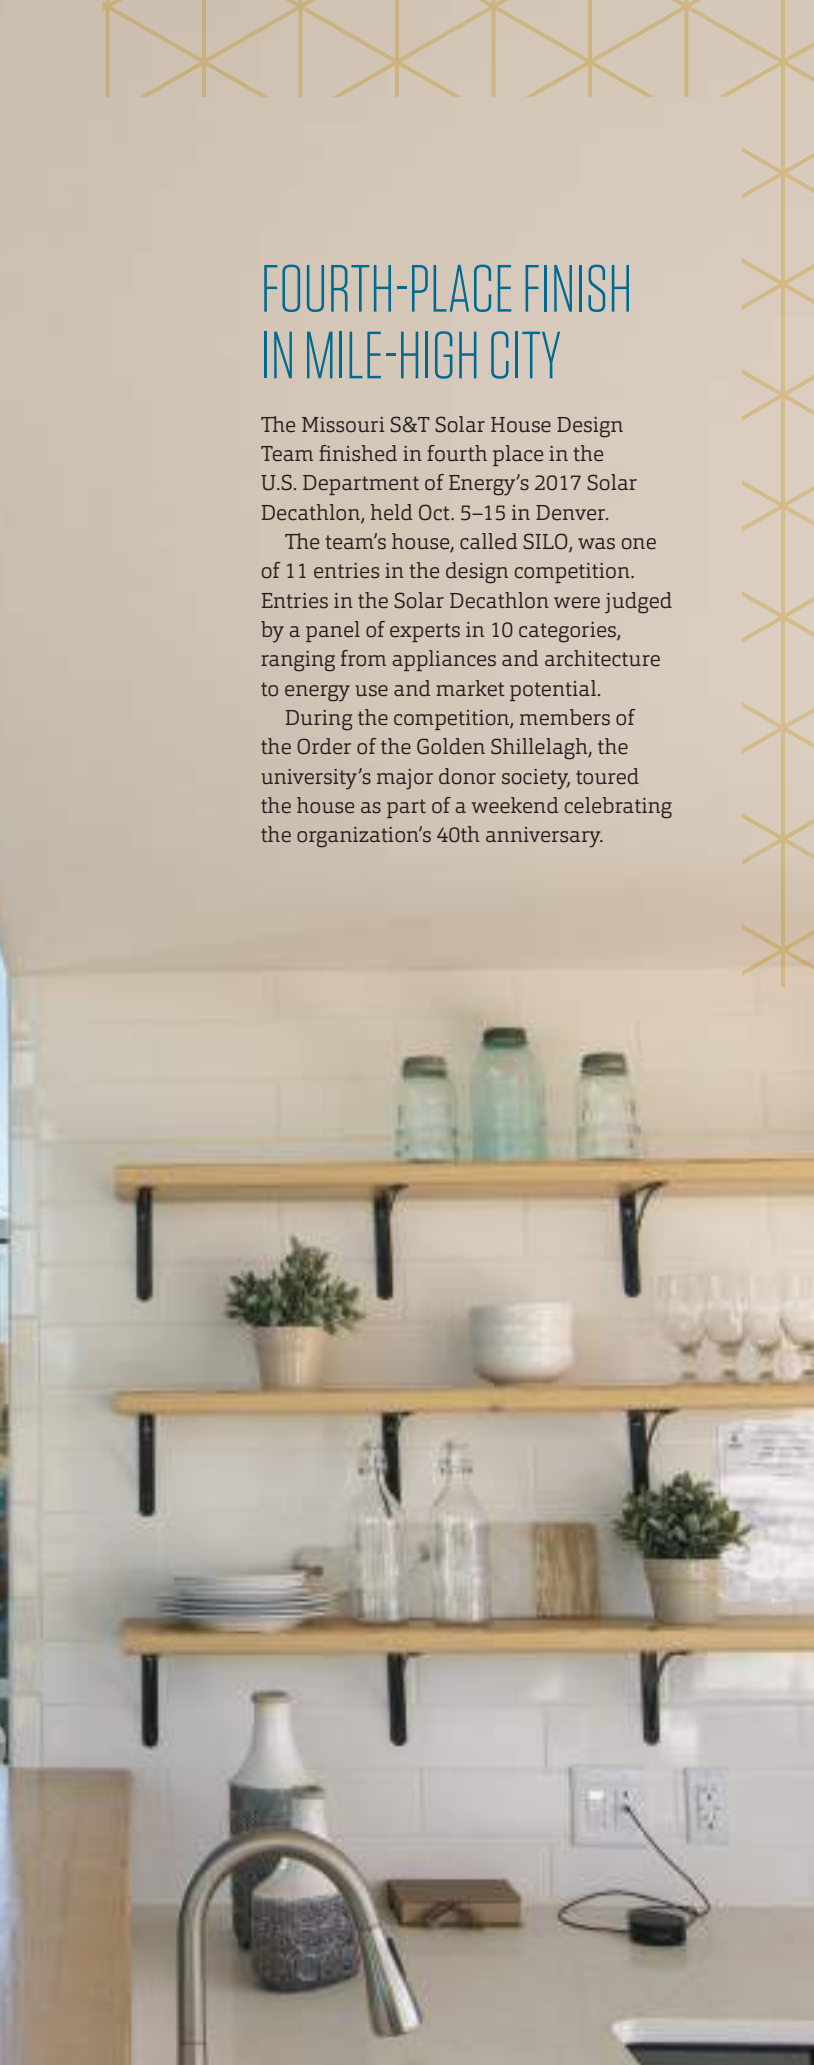 FOURTH-PLACE FINISH
IN MILE-HIGH CITY
The Missouri S&T Solar House Design
Team finished in fourth place in the
U.S. Department of Energy’s 2017 Solar
Decathlon, held Oct. 5–15 in Denver.
The team’s house, called SILO, was one
of 11 entries in the design competition.
Entries in the Solar Decathlon were judged
by a panel of experts in 10 categories,
ranging from appliances and architecture
to energy use and market potential.
During the competition, members of
the Order of the Golden Shillelagh, the
university’s major donor society, toured
the house as part of a weekend celebrating
the organization’s 40th anniversary.